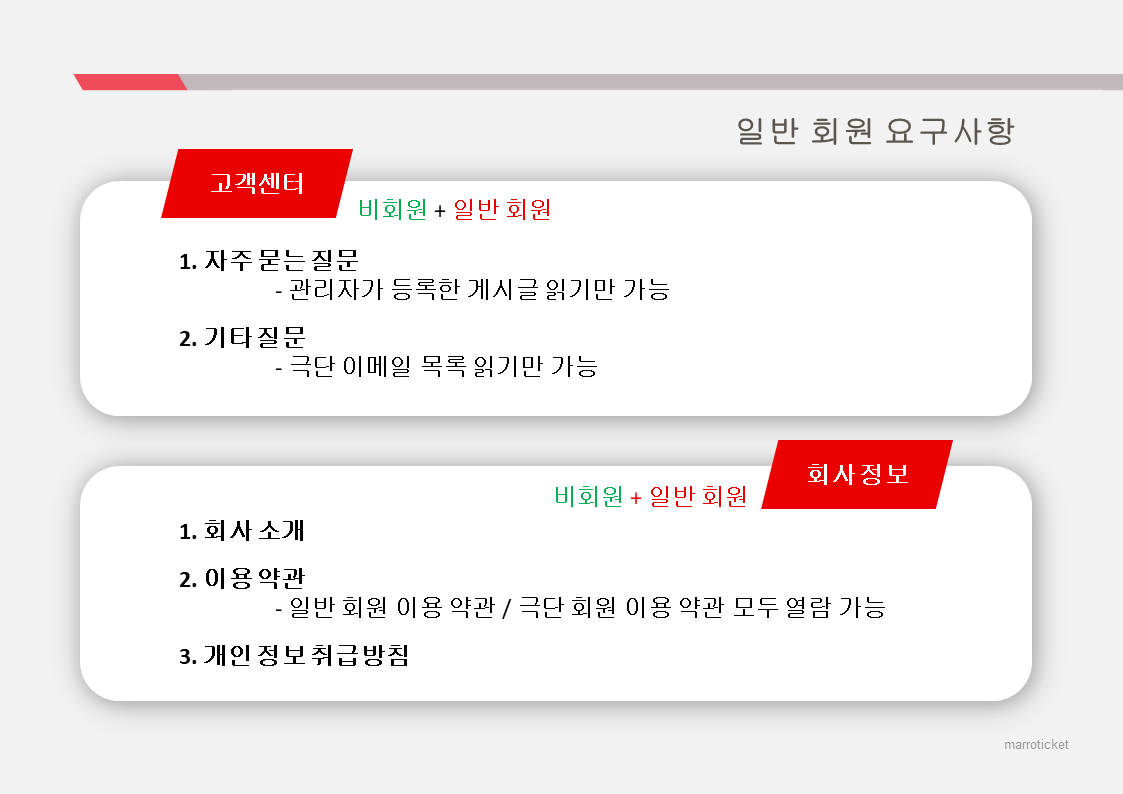 일반 회원 요구사항
고객센터
비회원 + 일반 회원
1. 자주 묻는 질문
- 관리자가 등록한 게시글 읽기만 가능
2. 기타 질문
- 극단 이메일 목록 읽기만 가능
회사 정보
비회원 + 일반 회원
1. 회사 소개
2. 이용 약관
- 일반 회원 이용 약관 / 극단 회원 이용 약관 모두 열람 가능
3. 개인 정보 취급 방침
marroticket